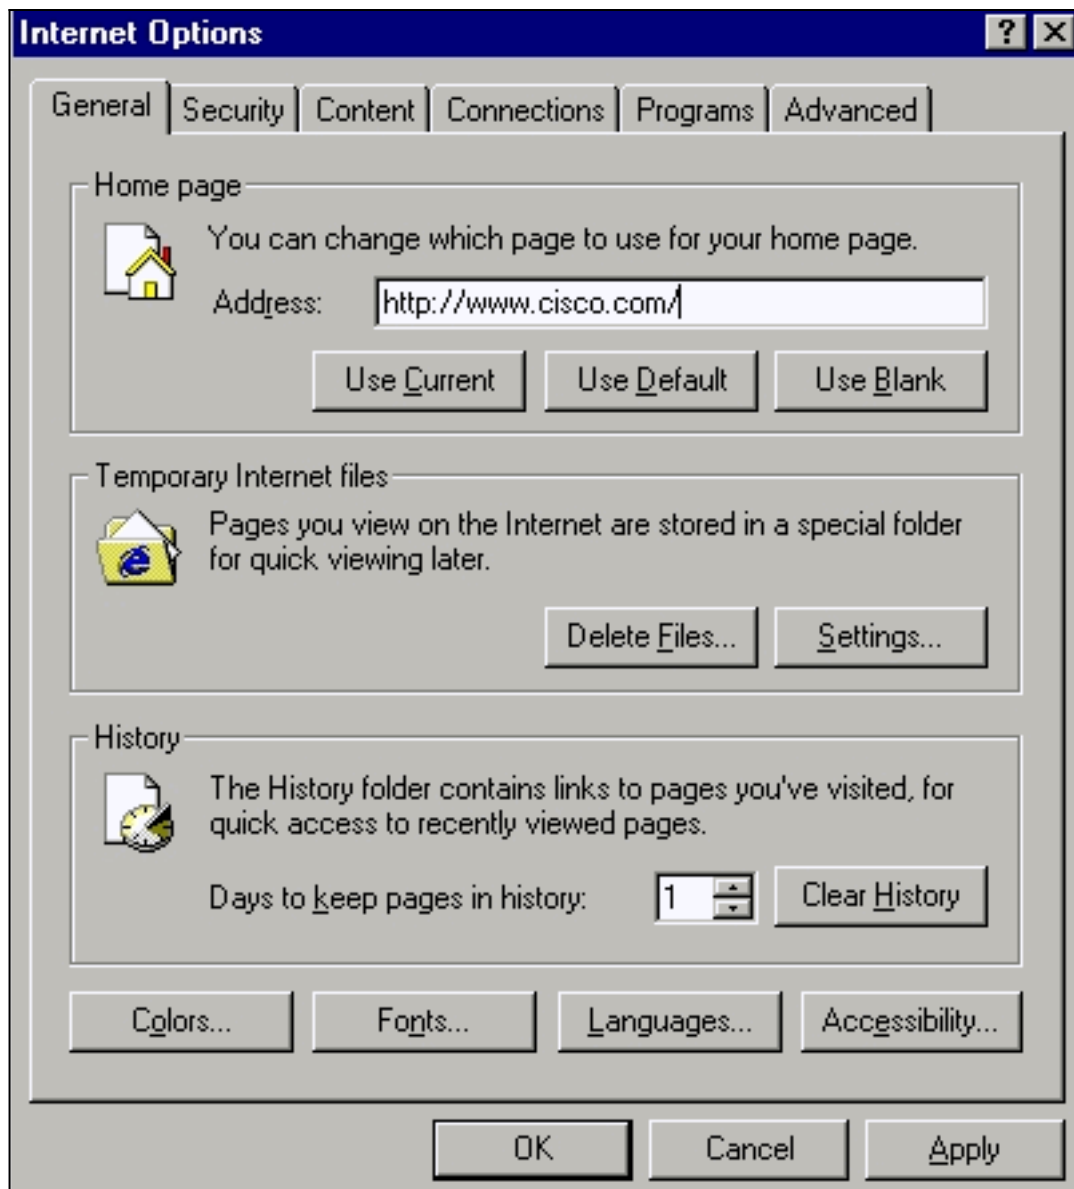 Internet Options
General Security Content Connections Programs Advanced
Home page
You can change which page to use for your home page.
Address: http://www.cisco.com/
Use Current Use Default Use Blank
Temporary Internet files
Pages you view on the Internet are stored in a special folder
for quick viewing later.
Delete Files... Settings...
History
The History folder contains links to pages you've visited, for
quick access to recently viewed pages.
Days to keep pages in history: 1 Clear History
Colors... Fonts... Languages... Accessibility...
OK Cancel Apply